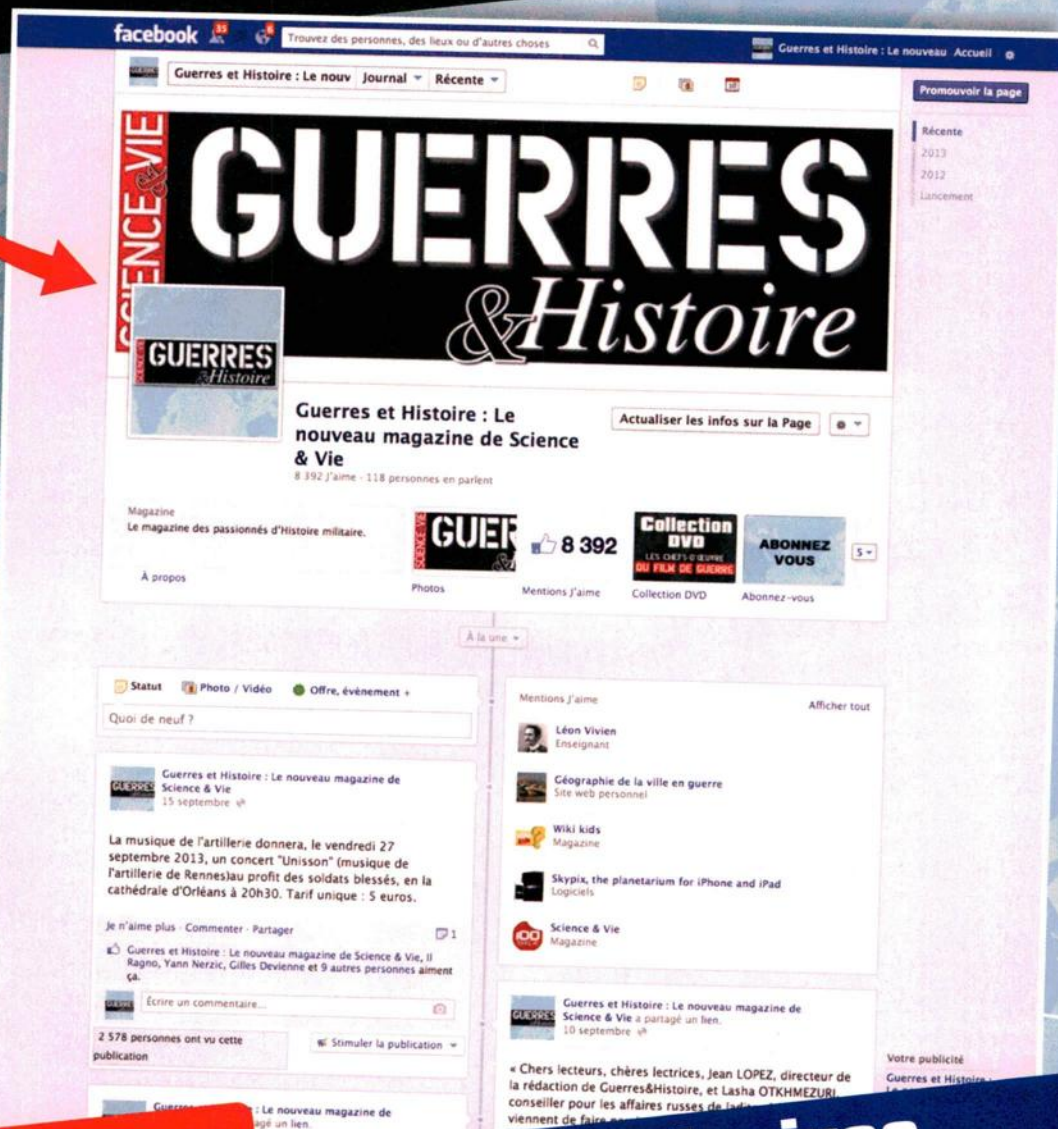 facebook 35 6 Trouvez des personnes, des lieux ou d'autres choses Guerres et Histoire : Le nouveau Accueil
Guerres et Histoire : Le nouv Journal Récente
Promouvoir la page
Récente
2013
2012
Lancement
SCIENCE & VIE
GUERRES
& Histoire
GUERRES
& Histoire
Guerres et Histoire : Le
nouveau magazine de Science
& Vie
8 392 J'aime · 118 personnes en parlent
Actualiser les infos sur la Page
Magazine
Le magazine des passionnés d'Histoire militaire.
À propos
SCIENCE & VIE
GUER
Photos
8 392
Mentions J'aime
Collection
DVD
LES CHEFS-D'ŒUVRE
DU FILM DE GUERRE
Collection DVD
ABONNEZ
VOUS
Abonnez-vous
5
À la une
Statut Photo / Vidéo Offre, évènement +
Quoi de neuf ?
Guerres et Histoire : Le nouveau magazine de
Science & Vie
15 septembre
La musique de l'artillerie donnera, le vendredi 27
septembre 2013, un concert "Unisson" (musique de
l'artillerie de Rennes)au profit des soldats blessés, en la
cathédrale d'Orléans à 20h30. Tarif unique : 5 euros.
Je n'aime plus · Commenter · Partager 1
Guerres et Histoire : Le nouveau magazine de Science & Vie, Il
Ragno, Yann Nerzic, Gilles Devienne et 9 autres personnes aiment
ça.
Écrire un commentaire...
2 578 personnes ont vu cette
publication
Stimuler la publication
: Le nouveau magazine de
agé un lien.
Mentions J'aime Afficher tout
Léon Vivien
Enseignant
Géographie de la ville en guerre
Site web personnel
Wiki kids
Magazine
Skypix, the planetarium for iPhone and iPad
Logiciels
Science & Vie
Magazine
Guerres et Histoire : Le nouveau magazine de
Science & Vie a partagé un lien.
10 septembre
« Chers lecteurs, chères lectrices, Jean LOPEZ, directeur de
la rédaction de Guerres&Histoire, et Lasha OTKHMEZURI,
conseiller pour les affaires russes de
viennent de faire
Votre publicité
Guerres et Histoire :